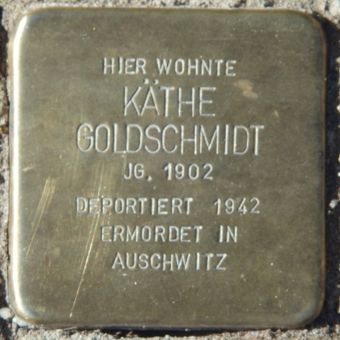 HIER WOHNTE
KÄTHE
GOLDSCHMIDT
JG. 1902
DEPORTIERT 1942
ERMORDET IN
AUSCHWITZ